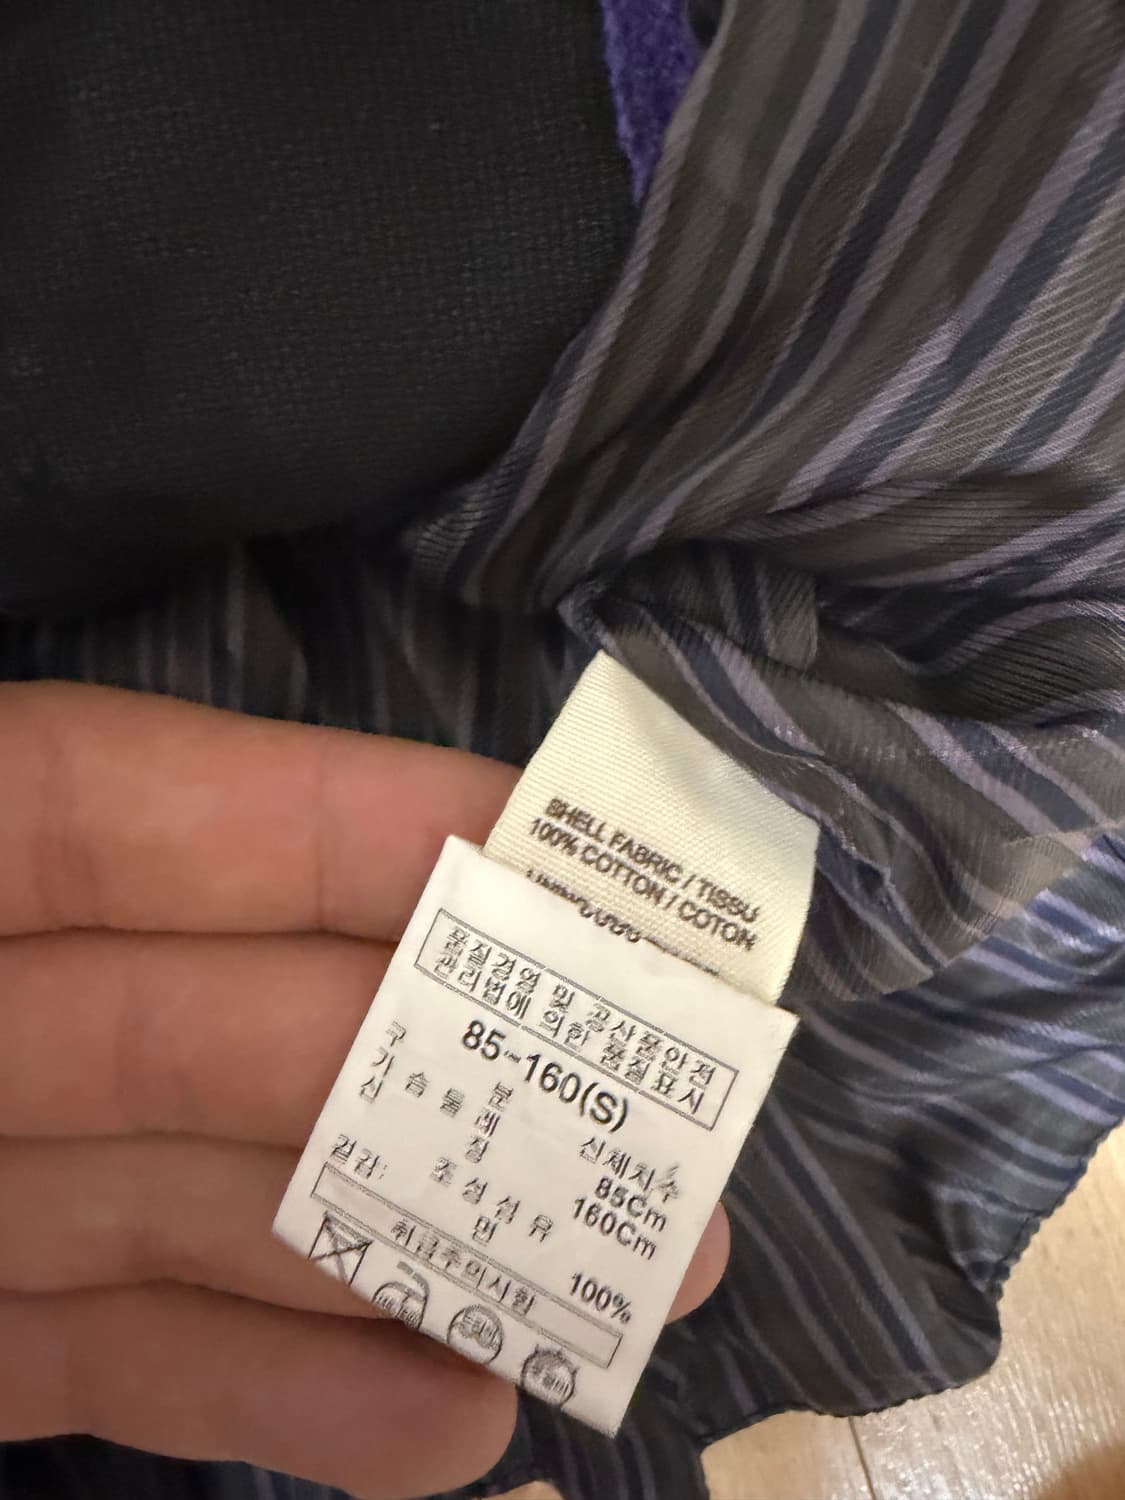 SHELL FABRIC / TISSU
100% COTTON / COTON
품질경영 및 공산품안전
관리법에 의한 품질표시
85-160(S)
구분 신체치수
가슴둘레 85Cm
신장 160Cm
조성섬유
겉감: 면 100%
취급주의사항